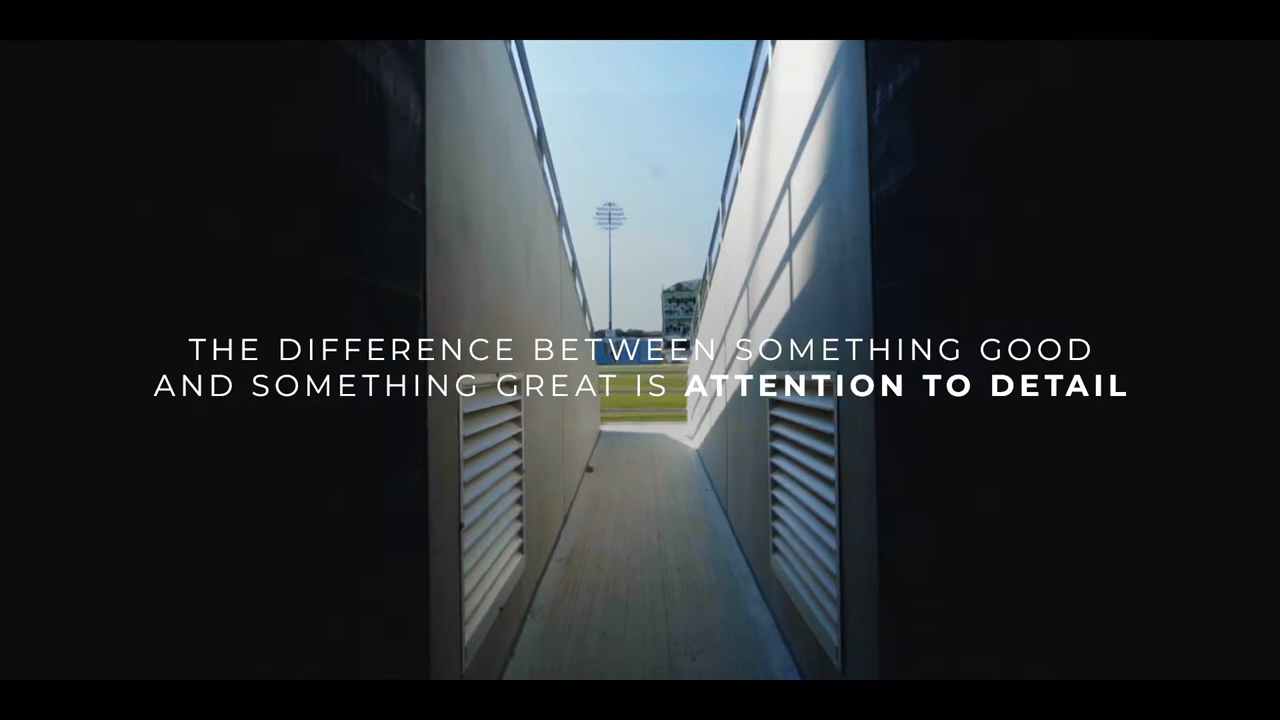 THE DIFFERENCE BETWEEN SOMETHING GOOD
AND SOMETHING GREAT IS ATTENTION TO DETAIL